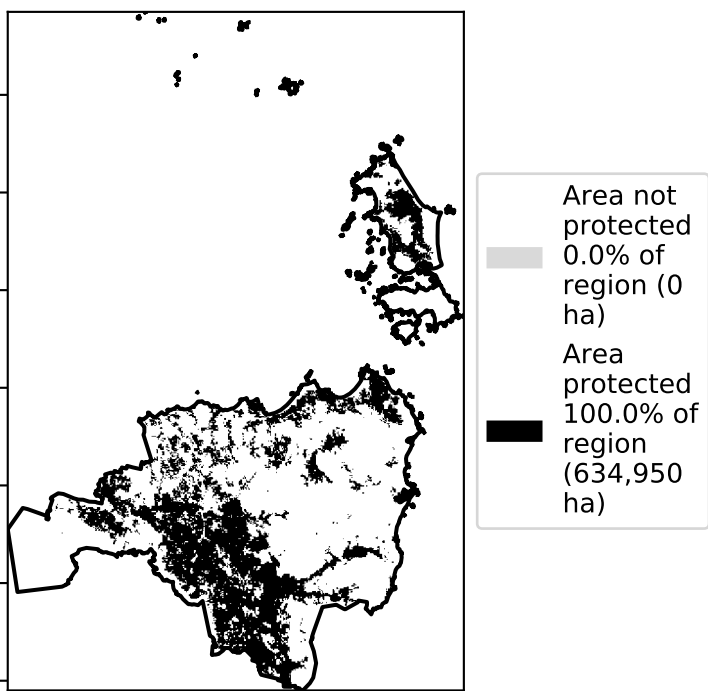 Area not
protected
0.0% of
region (0
ha)
Area
protected
100.0% of
region
(634,950
ha)